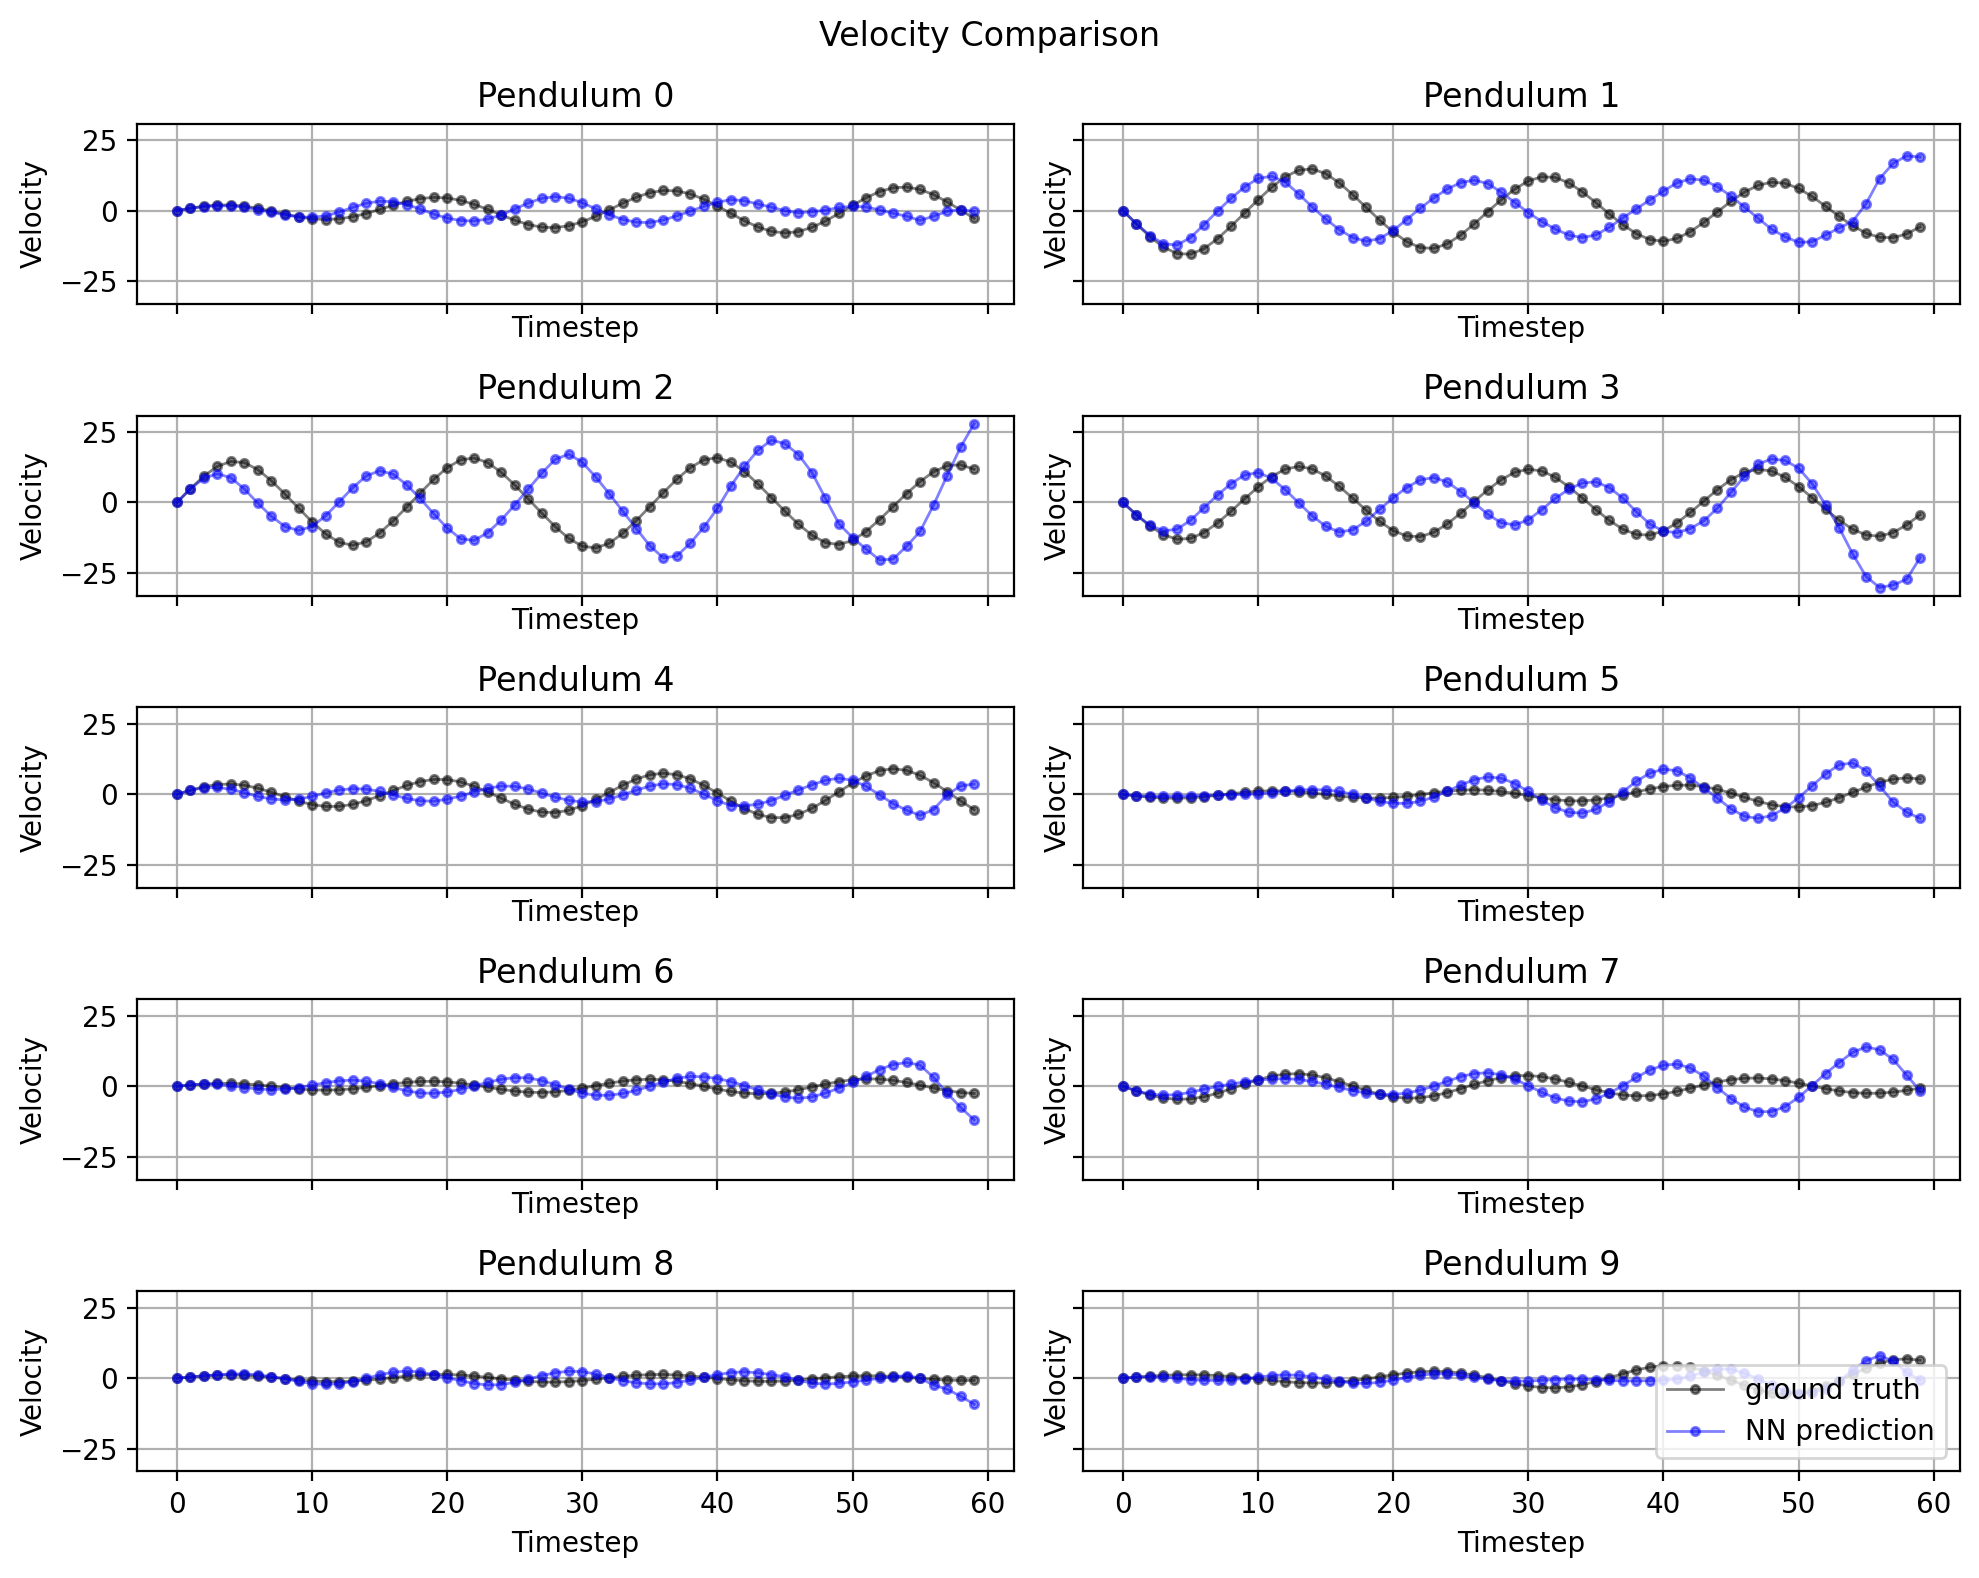 Velocity Comparison
Pendulum 0
Pendulum 1
25
0
−25
Velocity
Velocity
Timestep
Timestep
Pendulum 2
Pendulum 3
25
0
−25
Velocity
Velocity
Timestep
Timestep
Pendulum 4
Pendulum 5
25
0
−25
Velocity
Velocity
Timestep
Timestep
Pendulum 6
Pendulum 7
25
0
−25
Velocity
Velocity
Timestep
Timestep
Pendulum 8
Pendulum 9
25
0
−25
Velocity
Velocity
ground truth
NN prediction
0 10 20 30 40 50 60
0 10 20 30 40 50 60
Timestep
Timestep